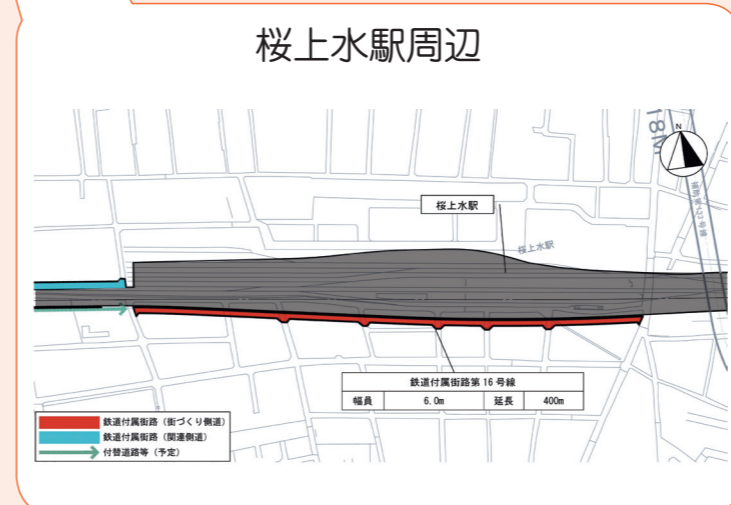 桜上水駅周辺
18M
N
桜上水駅
桜上水駅
鉄道付属街路第16号線
幅員 6.0m 延長 400m
鉄道付属街路（街づくり側道）
鉄道付属街路（関連側道）
付替道路等（予定）